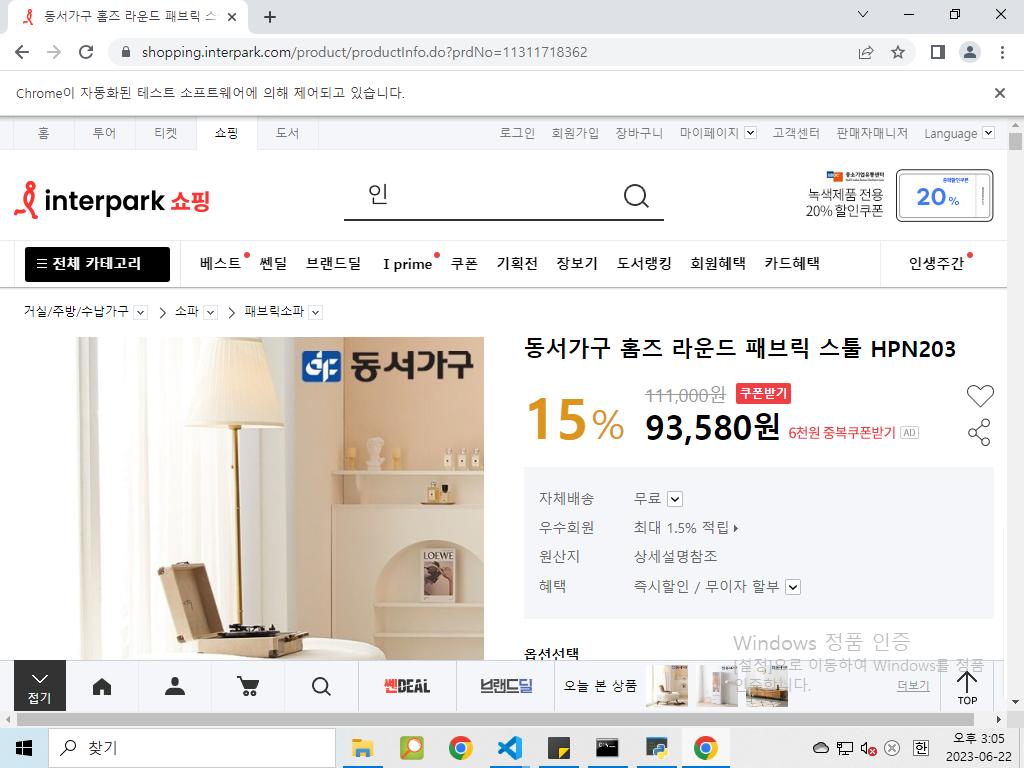 동서가구 홈즈 라운드 패브릭 스
shopping.interpark.com/product/productInfo.do?prdNo=11311718362
Chrome이 자동화된 테스트 소프트웨어에 의해 제어되고 있습니다.
홈 투어 티켓 쇼핑 도서 로그인 회원가입 장바구니 마이페이지 고객센터 판매자매니저 Language
interpark 쇼핑 인
중소기업유통센터
녹색제품 전용
20% 할인쿠폰
중복할인쿠폰
20%
전체 카테고리 베스트 쎈딜 브랜드딜 I prime 쿠폰 기획전 장보기 도서랭킹 회원혜택 카드혜택 인생주간
거실/주방/수납가구 소파 패브릭소파
동서가구
LOEWE
동서가구 홈즈 라운드 패브릭 스툴 HPN203
15% 111,000원 쿠폰받기
93,580원 6천원 중복쿠폰받기 AD
자체배송 무료
우수회원 최대 1.5% 적립
원산지 상세설명참조
혜택 즉시할인 / 무이자 할부
옵션선택
Windows 정품 인증
[설정]으로 이동하여 Windows를 정품
인증합니다.
접기 쎈DEAL 브랜드딜 오늘 본 상품 더보기 TOP
찾기 한 오후 3:05
2023-06-22